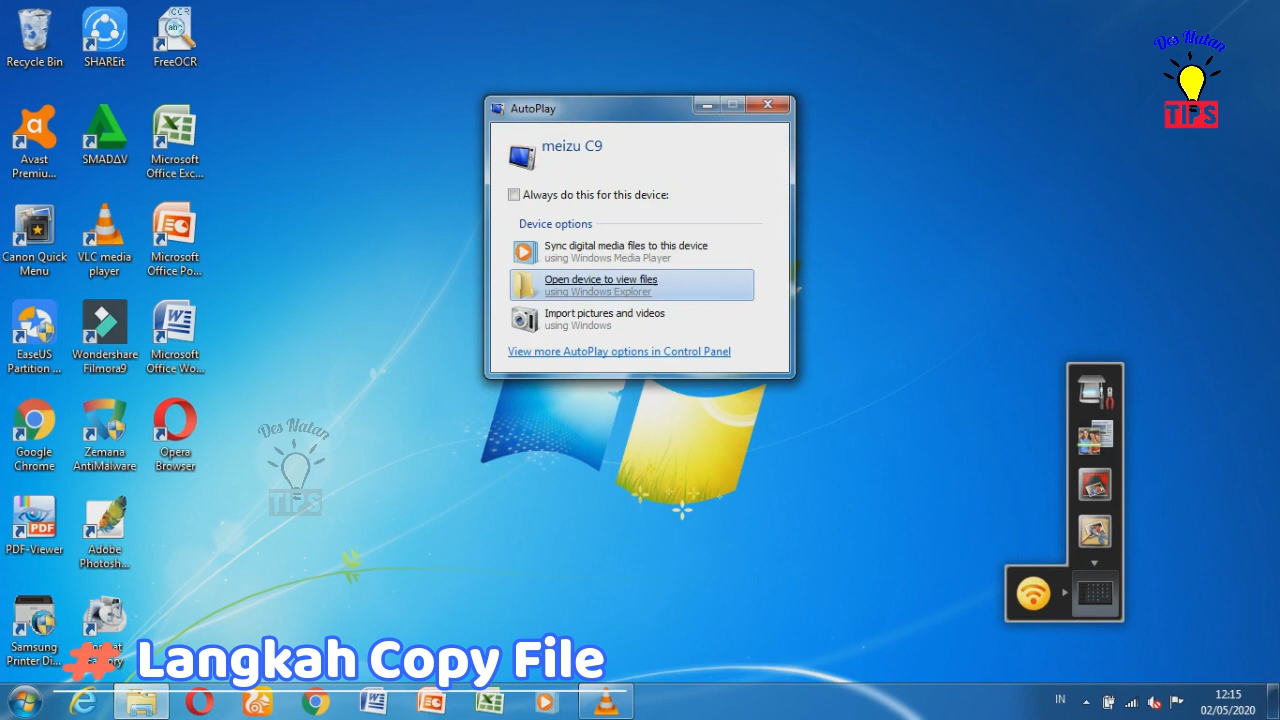 Recycle Bin
SHAREit
FreeOCR
Avast
Premiu...
SMADΔV
Microsoft
Office Exc...
Canon Quick
Menu
VLC media
player
Microsoft
Office Po...
EaseUS
Partition ...
Wondershare
Filmora9
Microsoft
Office Wo...
Google
Chrome
Zemana
AntiMalware
Opera
Browser
PDF-Viewer
Adobe
Photosh...
Samsung
Printer Di...
AutoPlay
meizu C9
Always do this for this device:
Device options
Sync digital media files to this device
using Windows Media Player
Open device to view files
using Windows Explorer
Import pictures and videos
using Windows
View more AutoPlay options in Control Panel
Des Natan
TIPS
Des Natan
TIPS
# Langkah Copy File
IN
12:15
02/05/2020